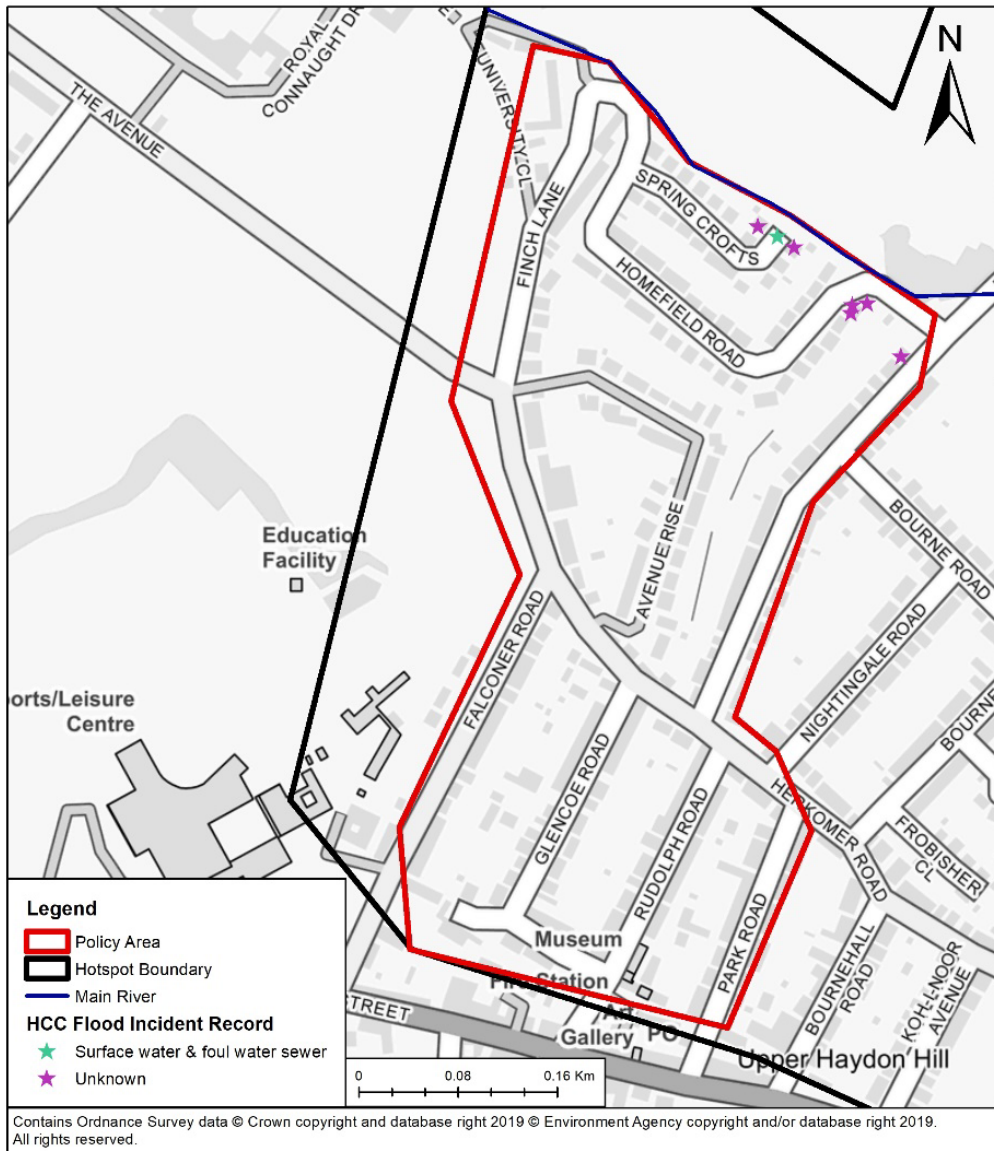 ROYAL
CONNAUGHT DR
THE AVENUE
UNIVERSITY CL
N
FINCH LANE
SPRING CROFTS
HOMEFIELD ROAD
Education
Facility
AVENUE RISE
BOURNE ROAD
NIGHTINGALE ROAD
BOURNE
orts/Leisure
Centre
FALCONER ROAD
GLENCOE ROAD
RUDOLPH ROAD
HERKOMER ROAD
FROBISHER
CL
PARK ROAD
BOURNEHALL
ROAD
KOH-I-NOOR
AVENUE
Museum
Fire Station
Art
Gallery
PO
STREET
Upper Haydon Hill
Legend
Policy Area
Hotspot Boundary
Main River
HCC Flood Incident Record
Surface water & foul water sewer
Unknown
0 0.08 0.16 Km
Contains Ordnance Survey data © Crown copyright and database right 2019 © Environment Agency copyright and/or database right 2019.
All rights reserved.